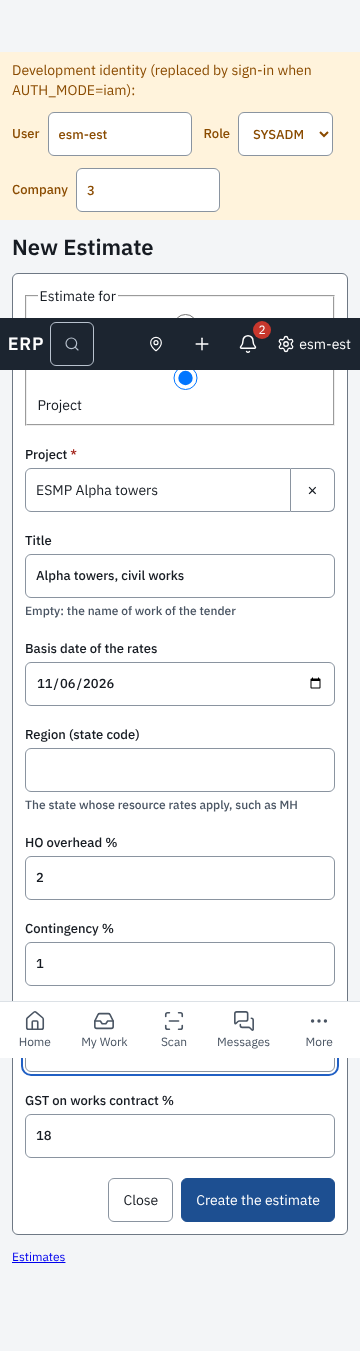 Development identity (replaced by sign-in when
AUTH_MODE=iam):
User esm-est Role SYSADM
Company 3
New Estimate
Estimate for
ERP 2 esm-est
Project
Project *
ESMP Alpha towers ×
Title
Alpha towers, civil works
Empty: the name of work of the tender
Basis date of the rates
11/06/2026
Region (state code)
The state whose resource rates apply, such as MH
HO overhead %
2
Contingency %
1
Home My Work Scan Messages More
GST on works contract %
18
Close Create the estimate
Estimates